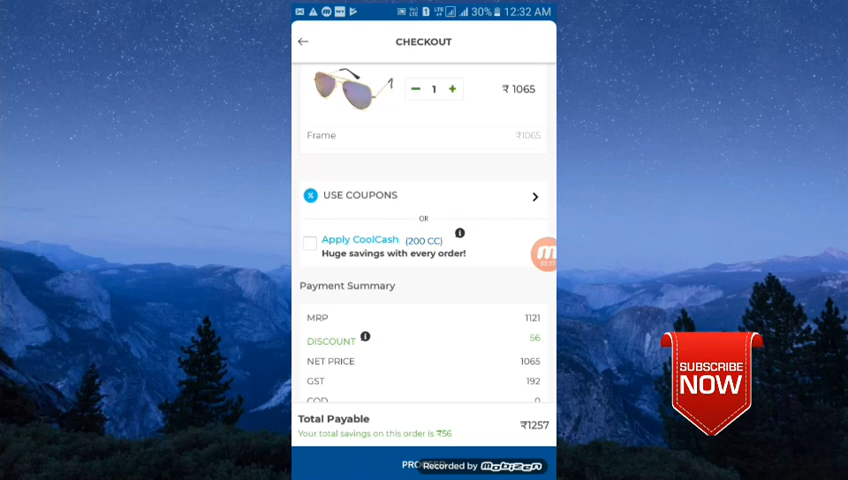 30% 12:32 AM
CHECKOUT
1
₹ 1065
Frame
₹1065
% USE COUPONS
OR
Apply CoolCash (200 CC)
Huge savings with every order!
03:27
Payment Summary
MRP 1121
DISCOUNT 56
NET PRICE 1065
GST 192
COD 0
Total Payable
₹1257
Your total savings on this order is ₹56
Recorded by mobizen
SUBSCRIBE
NOW